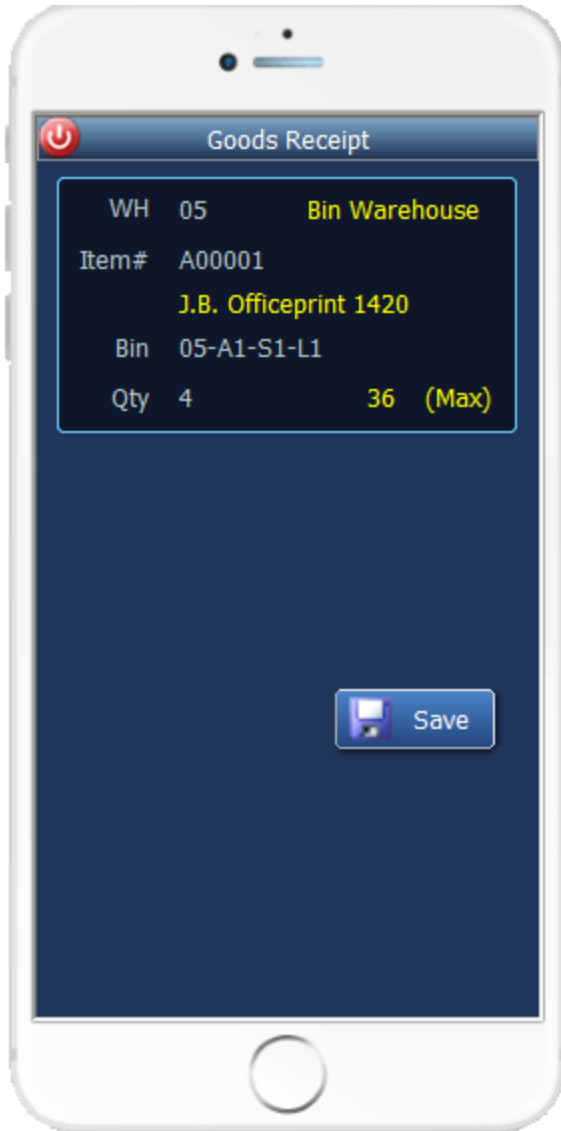 Goods Receipt
WH 05 Bin Warehouse
Item# A00001
J.B. Officeprint 1420
Bin 05-A1-S1-L1
Qty 4 36 (Max)
Save